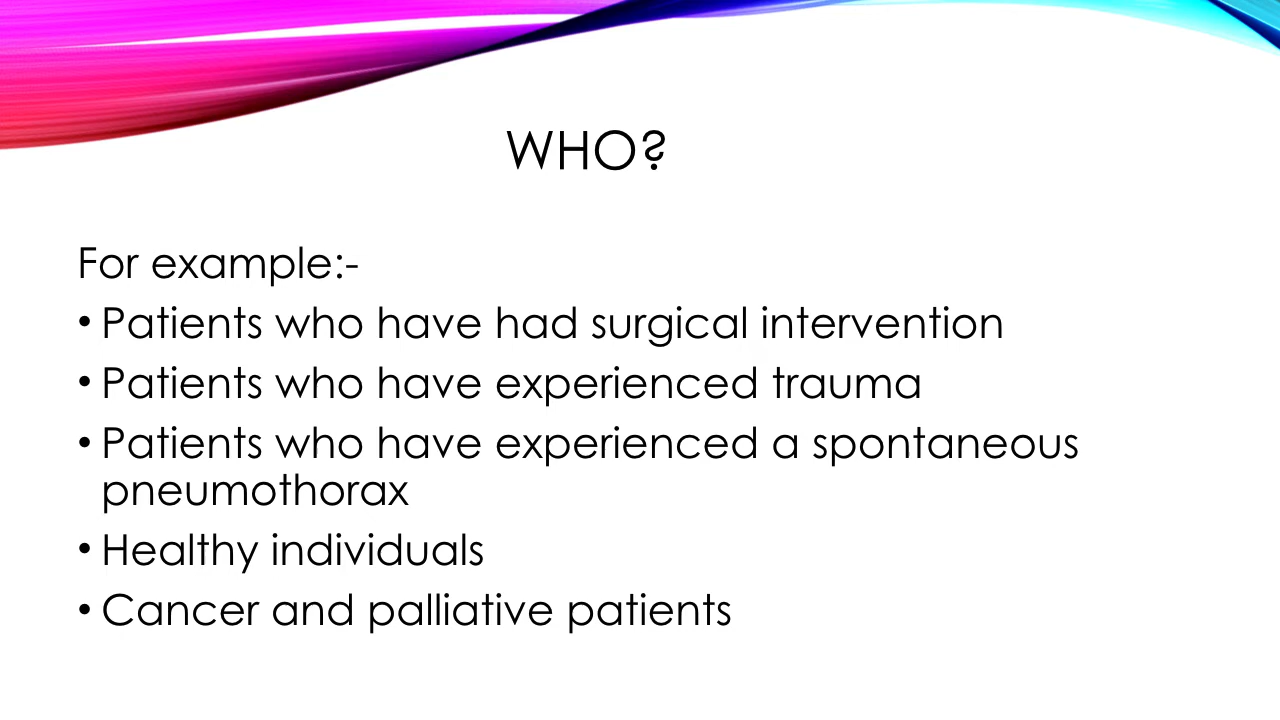 WHO?
For example:-
• Patients who have had surgical intervention
• Patients who have experienced trauma
• Patients who have experienced a spontaneous
pneumothorax
• Healthy individuals
• Cancer and palliative patients